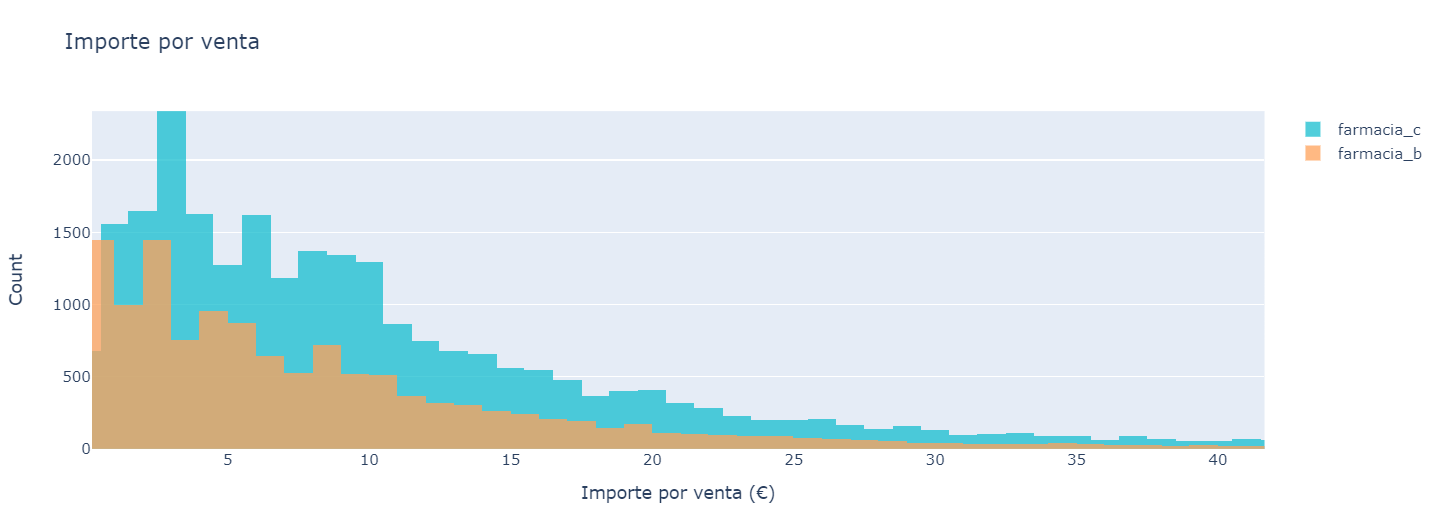 Importe por venta
farmacia_c
farmacia_b
Count
2000
1500
1000
500
0
5 10 15 20 25 30 35 40
Importe por venta (€)